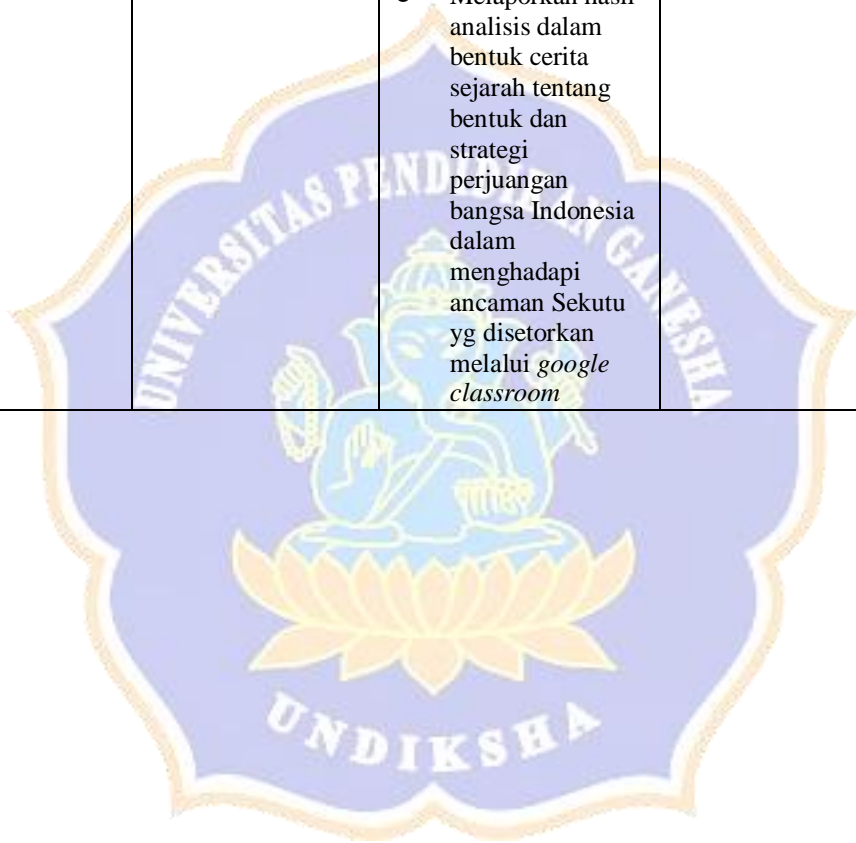 Melaporkan hasil
analisis dalam
bentuk cerita
sejarah tentang
bentuk dan
strategi
perjuangan
bangsa Indonesia
dalam
menghadapi
ancaman Sekutu
yg disetorkan
melalui google
classroom
UNIVERSITAS PENDIDIKAN GANESHA
UNDIKSHA